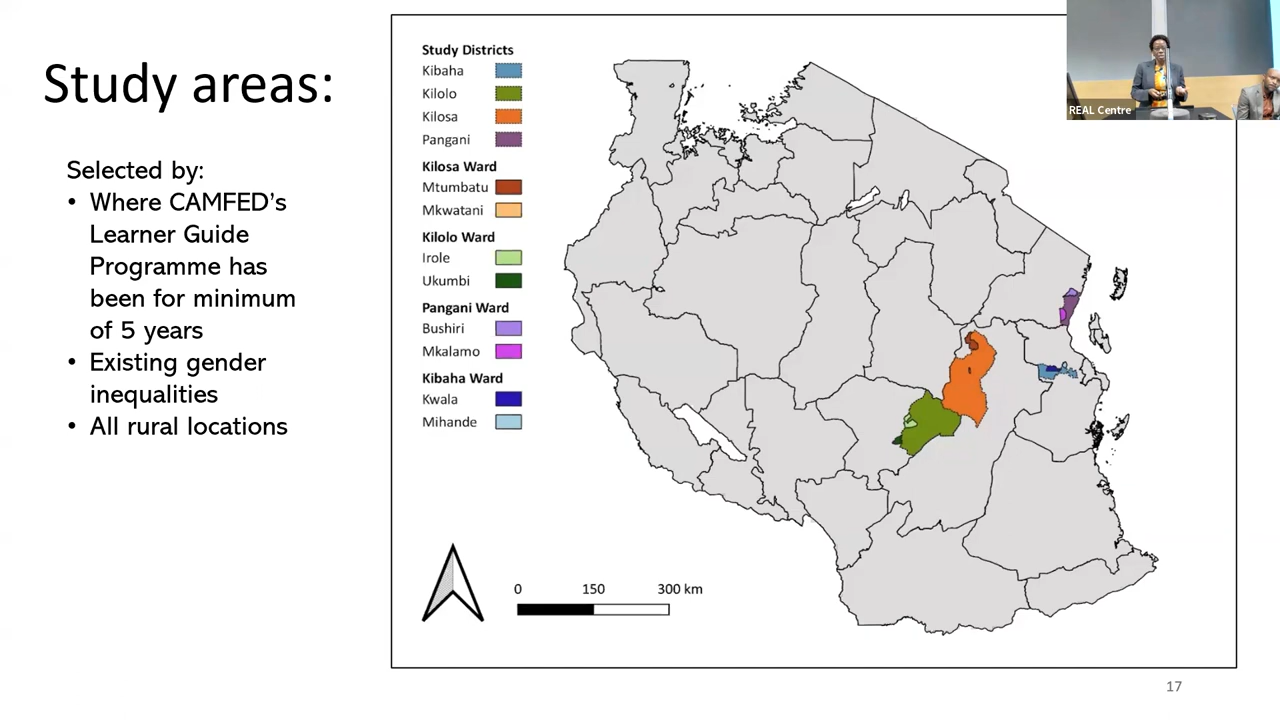 Study areas:
Selected by:
• Where CAMFED’s
Learner Guide
Programme has
been for minimum
of 5 years
• Existing gender
inequalities
• All rural locations
Study Districts
Kibaha
Kilolo
Kilosa
Pangani
Kilosa Ward
Mtumbatu
Mkwatani
Kilolo Ward
Irole
Ukumbi
Pangani Ward
Bushiri
Mkalamo
Kibaha Ward
Kwala
Mihande
0 150 300 km
REAL Centre
17